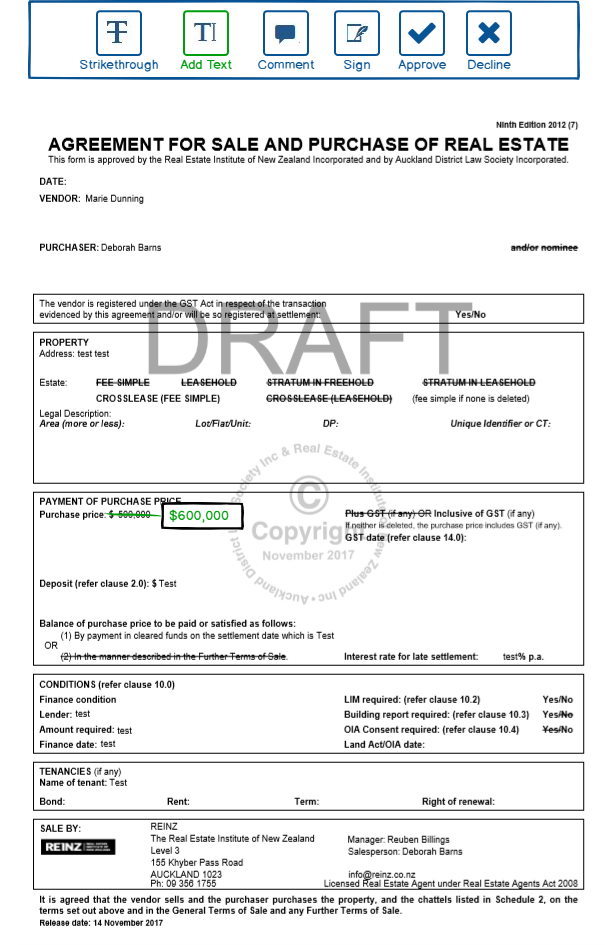 Strikethrough Add Text Comment Sign Approve Decline
Ninth Edition 2012 (7)
AGREEMENT FOR SALE AND PURCHASE OF REAL ESTATE
This form is approved by the Real Estate Institute of New Zealand Incorporated and by Auckland District Law Society Incorporated.
DATE:
VENDOR: Marie Dunning
PURCHASER: Deborah Barns and/or nominee
The vendor is registered under the GST Act in respect of the transaction
evidenced by this agreement and/or will be so registered at settlement: Yes/No
DRAFT
PROPERTY
Address: test test
Estate: FEE SIMPLE LEASEHOLD STRATUM IN FREEHOLD STRATUM IN LEASEHOLD
CROSSLEASE (FEE SIMPLE) CROSSLEASE (LEASEHOLD) (fee simple if none is deleted)
Legal Description:
Area (more or less): Lot/Flat/Unit: DP: Unique Identifier or CT:
PAYMENT OF PURCHASE PRICE
Purchase price: $ 500,000 $600,000 Plus GST (if any) OR Inclusive of GST (if any)
If neither is deleted, the purchase price includes GST (if any).
GST date (refer clause 14.0):
© Copyright
November 2017
Society Inc & Real Estate Institute
New Zealand Inc • Auckland District
Deposit (refer clause 2.0): $ Test
Balance of purchase price to be paid or satisfied as follows:
(1) By payment in cleared funds on the settlement date which is Test
OR
(2) In the manner described in the Further Terms of Sale. Interest rate for late settlement: test% p.a.
CONDITIONS (refer clause 10.0)
Finance condition LIM required: (refer clause 10.2) Yes/No
Lender: test Building report required: (refer clause 10.3) Yes/No
Amount required: test OIA Consent required: (refer clause 10.4) Yes/No
Finance date: test Land Act/OIA date:
TENANCIES (if any)
Name of tenant: Test
Bond: Rent: Term: Right of renewal:
SALE BY: REINZ
REINZ
The Real Estate Institute of New Zealand Manager: Reuben Billings
Level 3 Salesperson: Deborah Barns
155 Khyber Pass Road
AUCKLAND 1023 info@reinz.co.nz
Ph: 09 356 1755 Licensed Real Estate Agent under Real Estate Agents Act 2008
It is agreed that the vendor sells and the purchaser purchases the property, and the chattels listed in Schedule 2, on the
terms set out above and in the General Terms of Sale and any Further Terms of Sale.
Release date: 14 November 2017